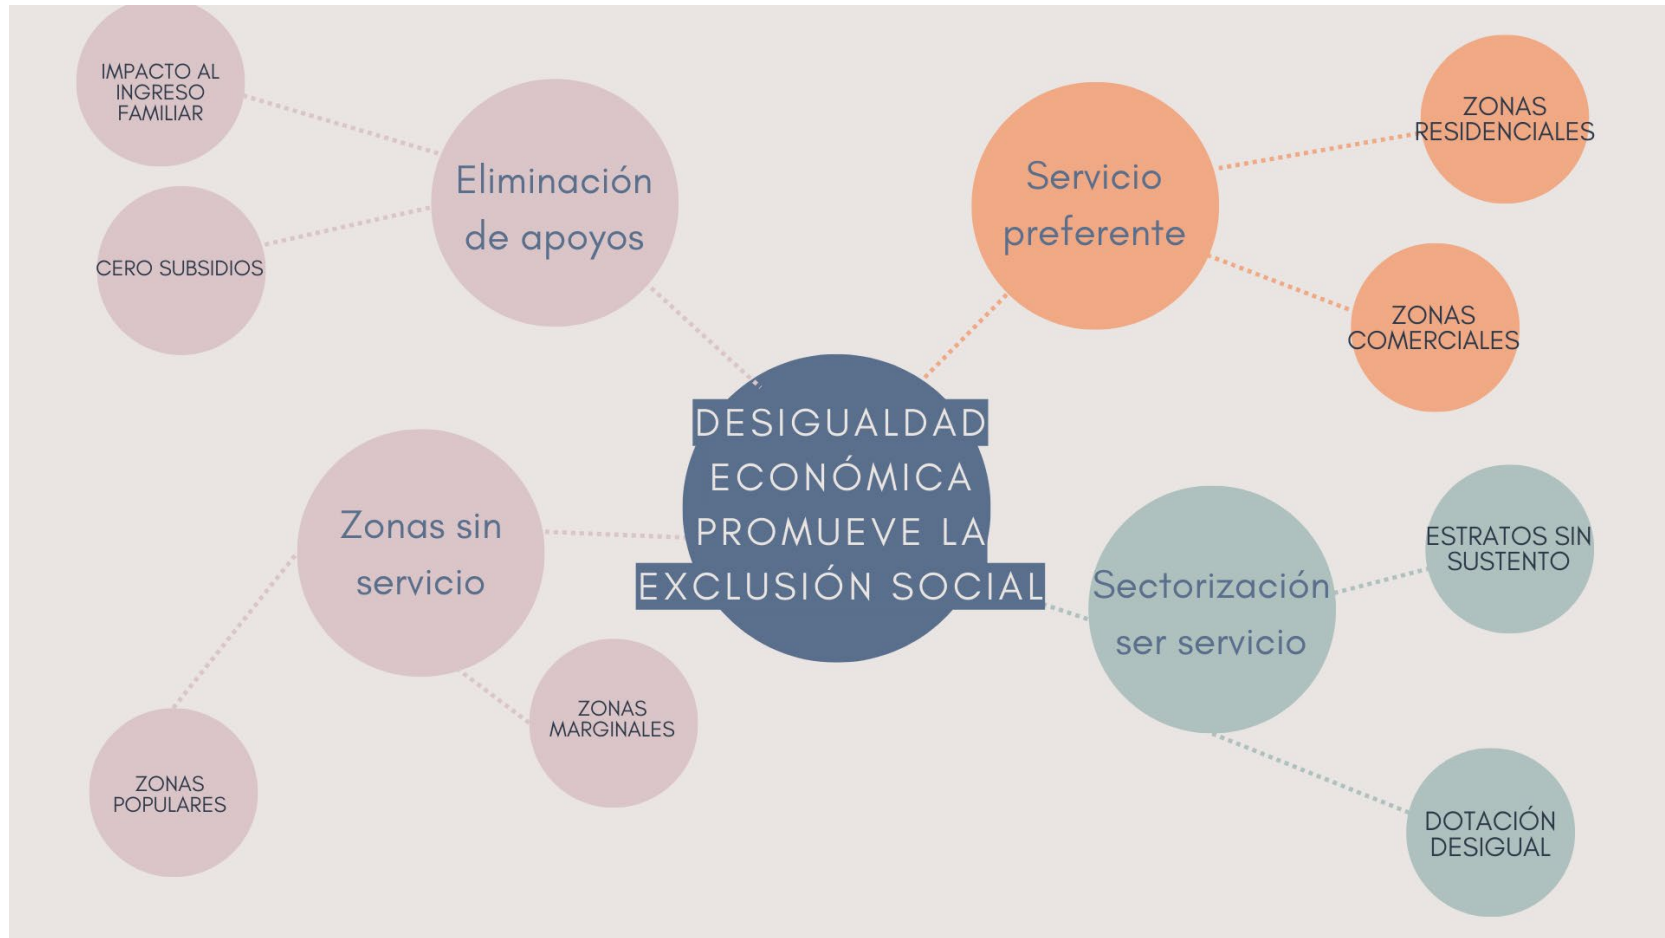 IMPACTO AL
INGRESO
FAMILIAR
CERO SUBSIDIOS
Eliminación
de apoyos
Servicio
preferente
ZONAS
RESIDENCIALES
ZONAS
COMERCIALES
DESIGUALDAD
ECONÓMICA
PROMUEVE LA
EXCLUSIÓN SOCIAL
Zonas sin
servicio
ZONAS
POPULARES
ZONAS
MARGINALES
Sectorización
ser servicio
ESTRATOS SIN
SUSTENTO
DOTACIÓN
DESIGUAL